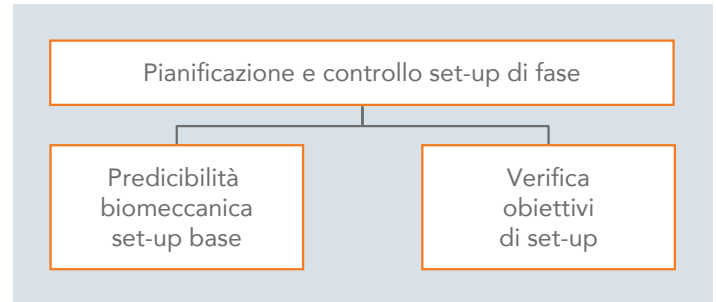 Pianificazione e controllo set-up di fase
Predicibilità
biomeccanica
set-up base
Verifica
obiettivi
di set-up